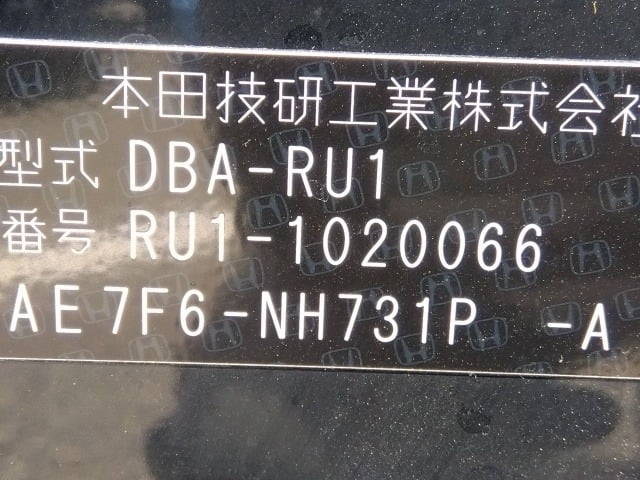 本田技研工業株式会社
型式 DBA-RU1
番号 RU1-1020066
AE7F6-NH731P -A